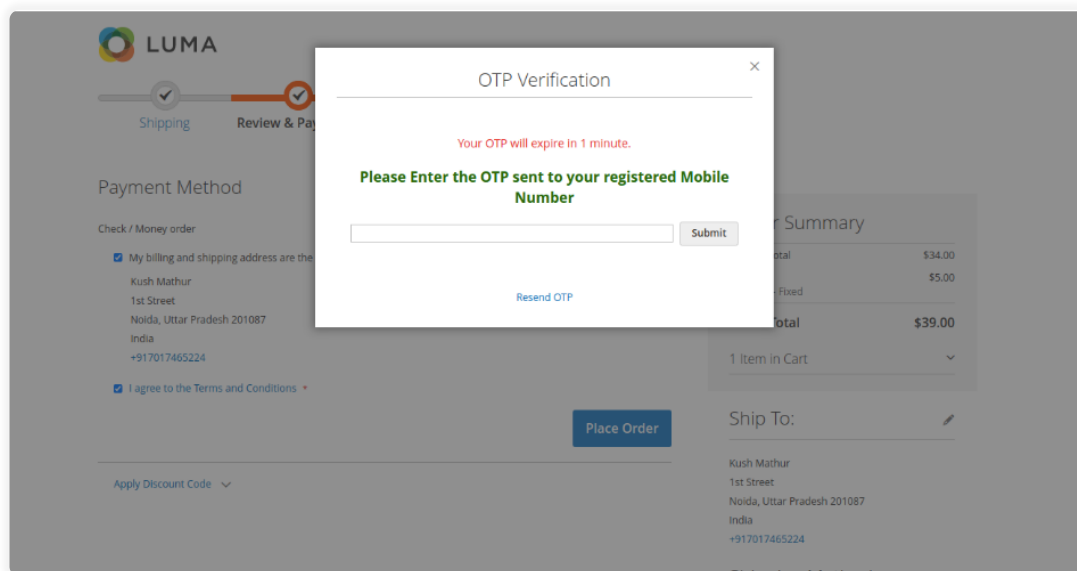 LUMA
Shipping
Review & Pay
OTP Verification
×
Your OTP will expire in 1 minute.
Please Enter the OTP sent to your registered Mobile
Number
Submit
Resend OTP
Payment Method
Check / Money order
My billing and shipping address are the
Kush Mathur
1st Street
Noida, Uttar Pradesh 201087
India
+917017465224
I agree to the Terms and Conditions *
Place Order
Apply Discount Code
r Summary
otal $34.00
$5.00
- Fixed
Total $39.00
1 Item in Cart
Ship To:
Kush Mathur
1st Street
Noida, Uttar Pradesh 201087
India
+917017465224